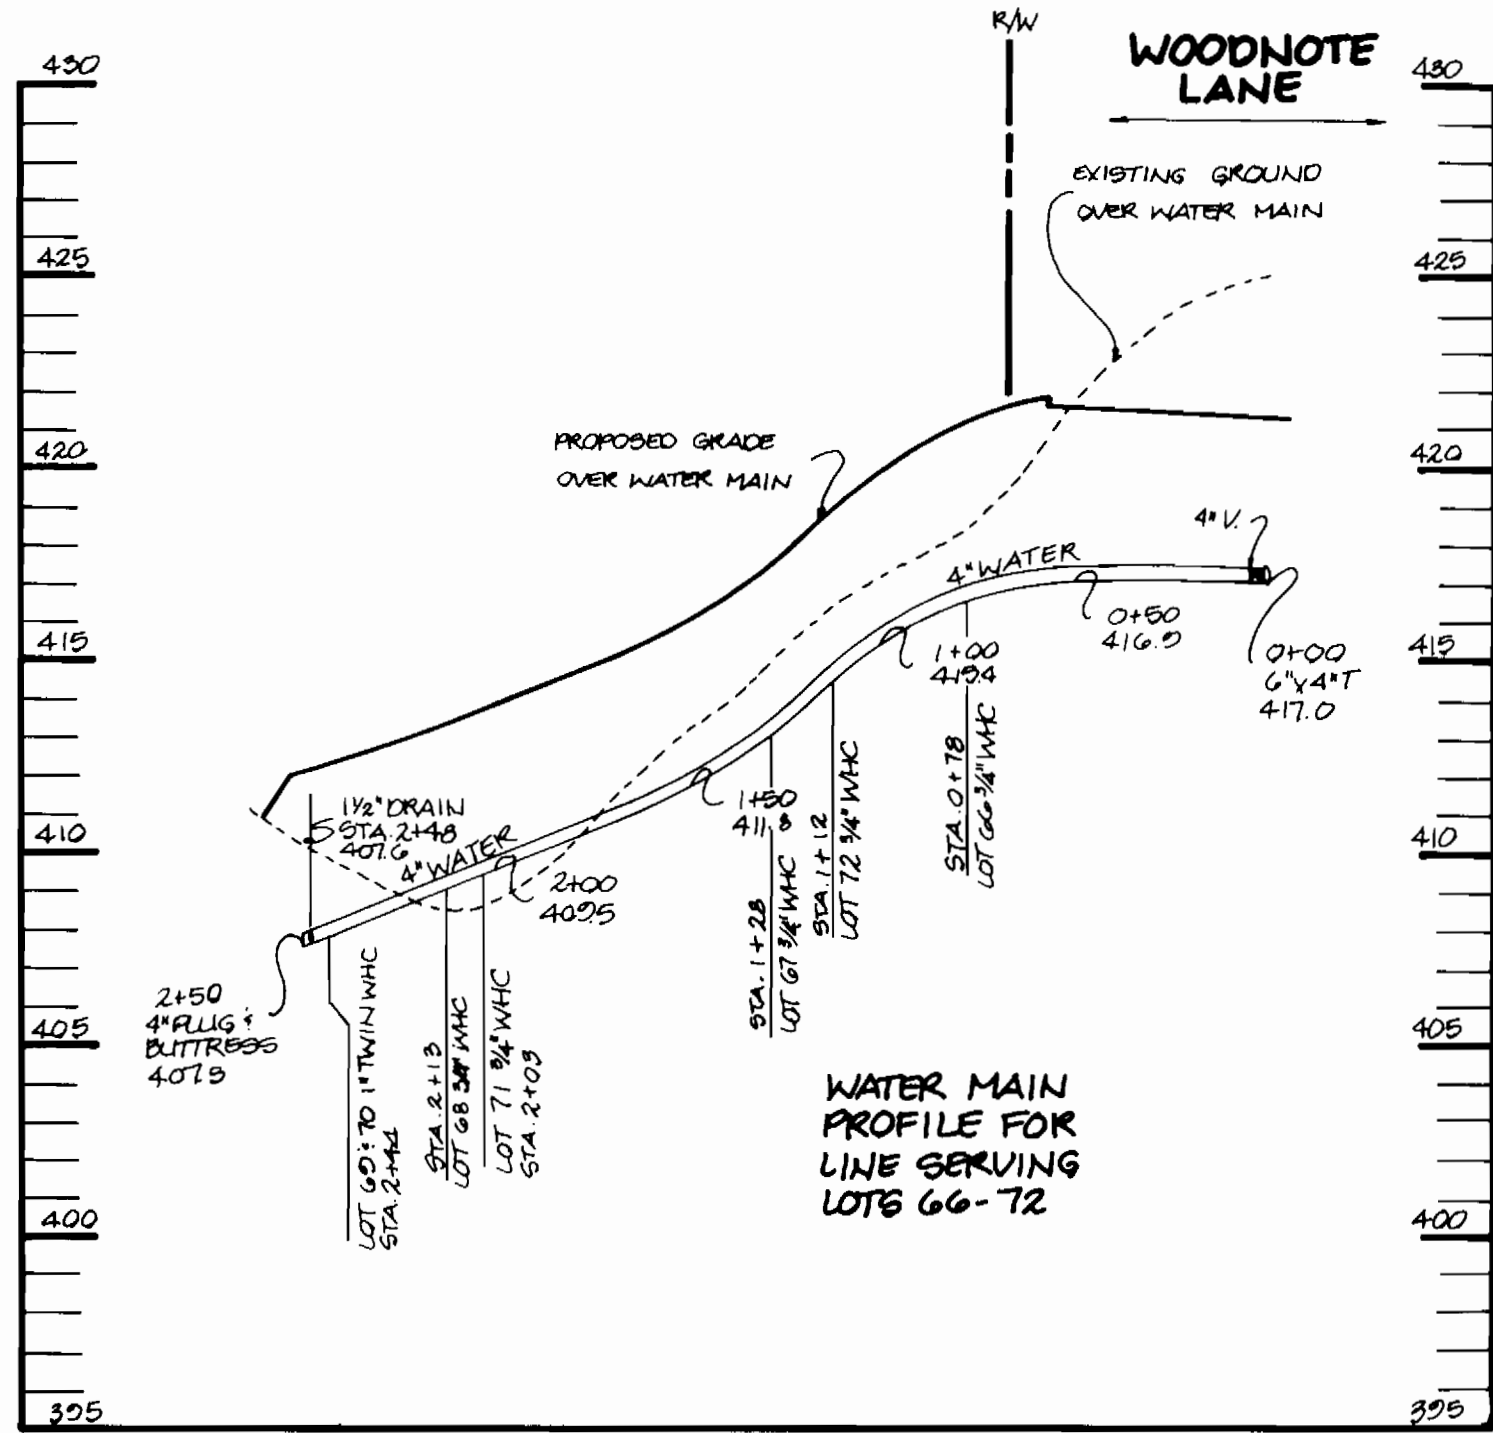 R/W
WOODNOTE
LANE
430
430
EXISTING GROUND
OVER WATER MAIN
425
425
PROPOSED GRADE
OVER WATER MAIN
420
420
4" V.
4" WATER
0+50
416.9
0+00
6"X4"T
417.0
415
415
1+00
415.4
STA. 0+78
LOT 66 3/4" WHC
1+50
411.8
STA. 1+12
LOT 72 3/4" WHC
STA. 1+28
LOT 67 3/4" WHC
410
410
1½" DRAIN
STA. 2+48
407.6
4" WATER
2+00
409.5
2+50
4" PLUG &
BUTTRESS
407.5
405
405
LOT 69 & 70 1" TWIN WHC
STA. 2+44
STA. 2+13
LOT 68 3/4" WHC
LOT 71 3/4" WHC
STA. 2+03
WATER MAIN
PROFILE FOR
LINE SERVING
LOTS 66-72
400
400
395
395